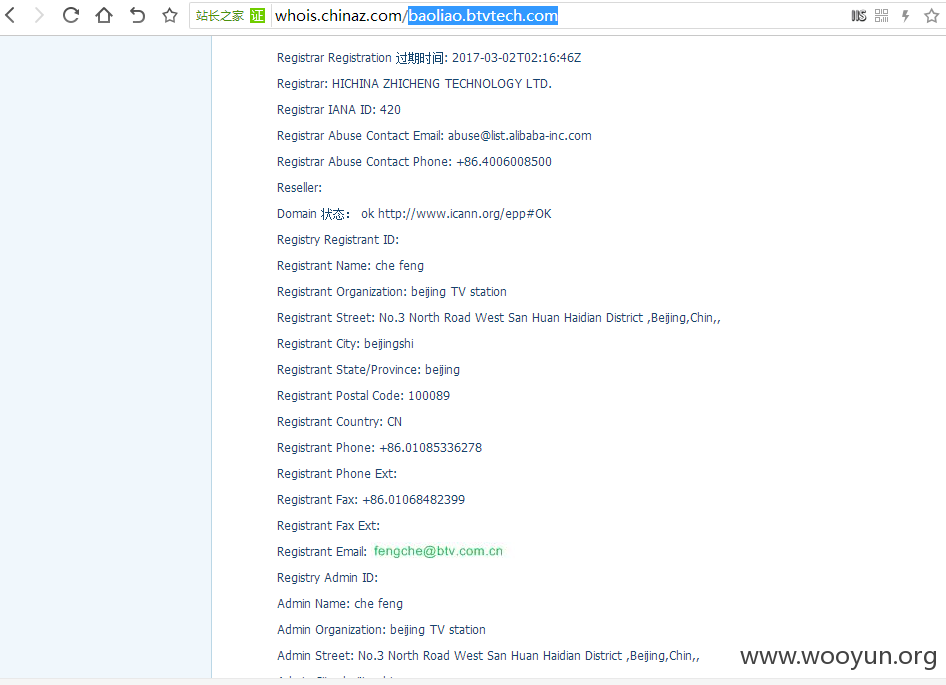 站长之家 证 whois.chinaz.com/baoliao.btvtech.com
Registrar Registration 过期时间: 2017-03-02T02:16:46Z
Registrar: HICHINA ZHICHENG TECHNOLOGY LTD.
Registrar IANA ID: 420
Registrar Abuse Contact Email: abuse@list.alibaba-inc.com
Registrar Abuse Contact Phone: +86.4006008500
Reseller:
Domain 状态： ok http://www.icann.org/epp#OK
Registry Registrant ID:
Registrant Name: che feng
Registrant Organization: beijing TV station
Registrant Street: No.3 North Road West San Huan Haidian District ,Beijing,Chin,,
Registrant City: beijingshi
Registrant State/Province: beijing
Registrant Postal Code: 100089
Registrant Country: CN
Registrant Phone: +86.01085336278
Registrant Phone Ext:
Registrant Fax: +86.01068482399
Registrant Fax Ext:
Registrant Email: fengche@btv.com.cn
Registry Admin ID:
Admin Name: che feng
Admin Organization: beijing TV station
Admin Street: No.3 North Road West San Huan Haidian District ,Beijing,Chin,,
www.wooyun.org